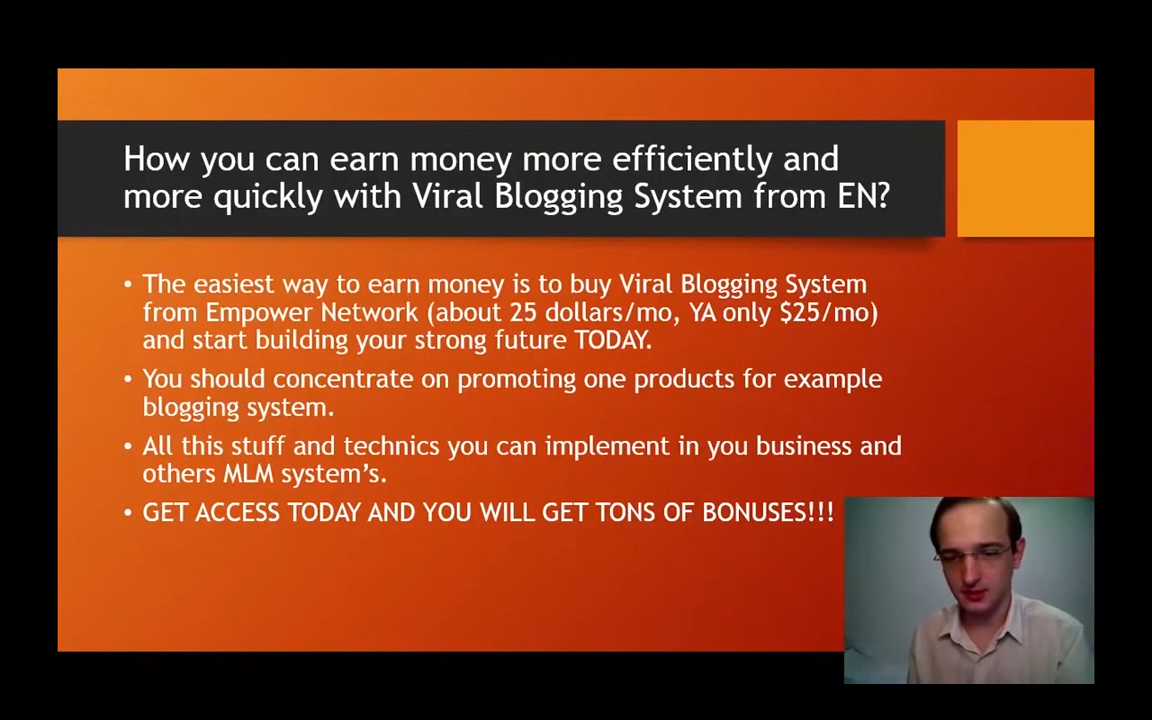 How you can earn money more efficiently and
more quickly with Viral Blogging System from EN?
• The easiest way to earn money is to buy Viral Blogging System
from Empower Network (about 25 dollars/mo, YA only $25/mo)
and start building your strong future TODAY.
• You should concentrate on promoting one products for example
blogging system.
• All this stuff and technics you can implement in you business and
others MLM system’s.
• GET ACCESS TODAY AND YOU WILL GET TONS OF BONUSES!!!